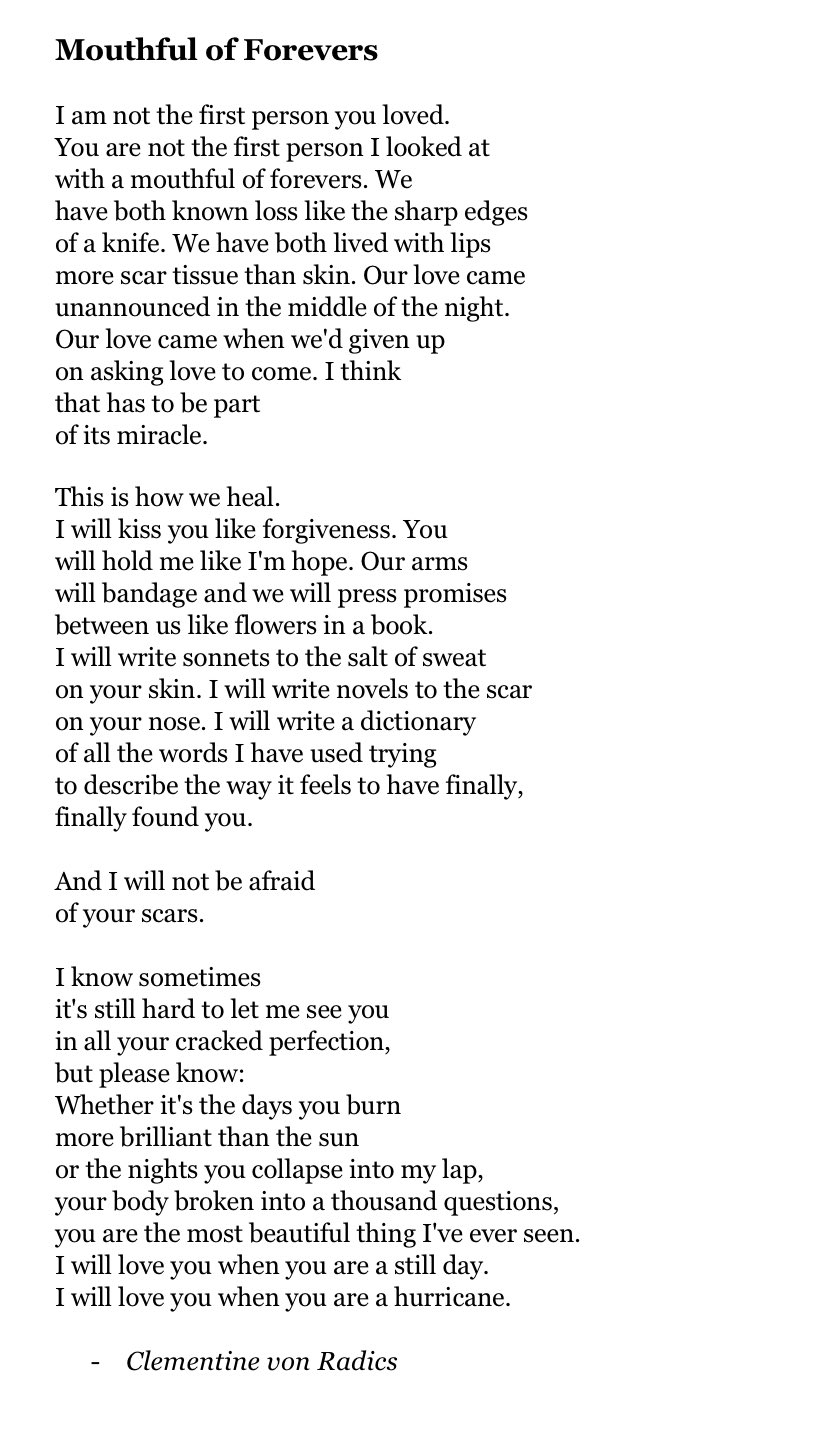 Mouthful of Forevers
I am not the first person you loved.
You are not the first person I looked at
with a mouthful of forevers. We
have both known loss like the sharp edges
of a knife. We have both lived with lips
more scar tissue than skin. Our love came
unannounced in the middle of the night.
Our love came when we'd given up
on asking love to come. I think
that has to be part
of its miracle.
This is how we heal.
I will kiss you like forgiveness. You
will hold me like I'm hope. Our arms
will bandage and we will press promises
between us like flowers in a book.
I will write sonnets to the salt of sweat
on your skin. I will write novels to the scar
on your nose. I will write a dictionary
of all the words I have used trying
to describe the way it feels to have finally,
finally found you.
And I will not be afraid
of your scars.
I know sometimes
it's still hard to let me see you
in all your cracked perfection,
but please know:
Whether it's the days you burn
more brilliant than the sun
or the nights you collapse into my lap,
your body broken into a thousand questions,
you are the most beautiful thing I've ever seen.
I will love you when you are a still day.
I will love you when you are a hurricane.
- Clementine von Radics